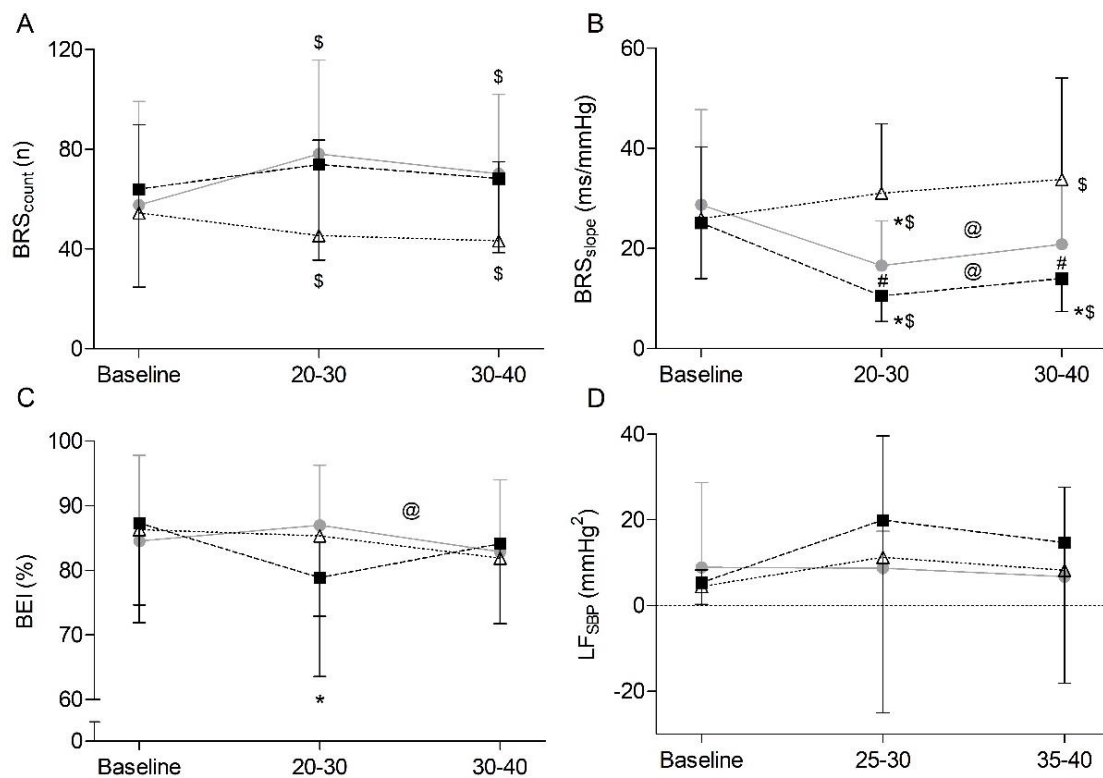 A
BRScount (n)
120
80
40
0
$ $
$ $
Baseline 20-30 30-40
B
BRSslope (ms/mmHg)
60
40
20
0
$
*$ @
# @ #
*$ *$
Baseline 20-30 30-40
C
BEI (%)
100
90
80
70
60
0
@
*
Baseline 20-30 30-40
D
LFSBP (mmHg2)
40
20
0
-20
Baseline 25-30 35-40